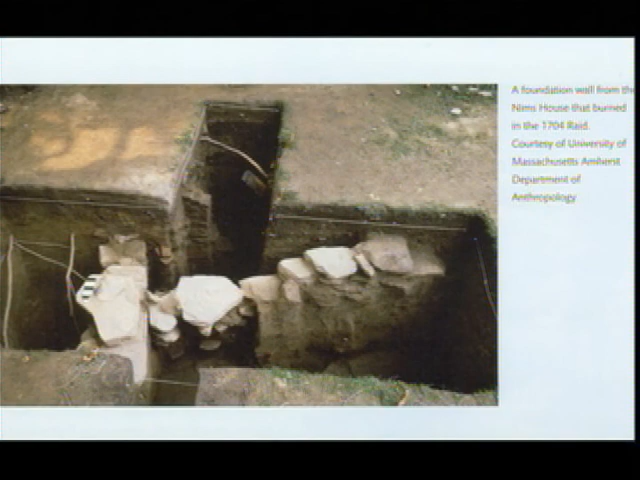 A foundation wall from the
Nims House that burned
in the 1704 Raid.
Courtesy of University of
Massachusetts Amherst
Department of
Anthropology